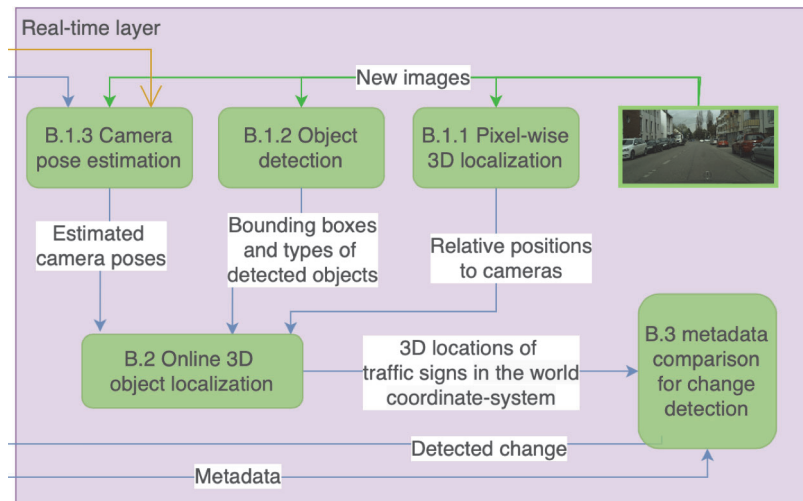 Real-time layer
New images
B.1.3 Camera
pose estimation
B.1.2 Object
detection
B.1.1 Pixel-wise
3D localization
Estimated
camera poses
Bounding boxes
and types of
detected objects
Relative positions
to cameras
B.2 Online 3D
object localization
3D locations of
traffic signs in the world
coordinate-system
B.3 metadata
comparison
for change
detection
Detected change
Metadata